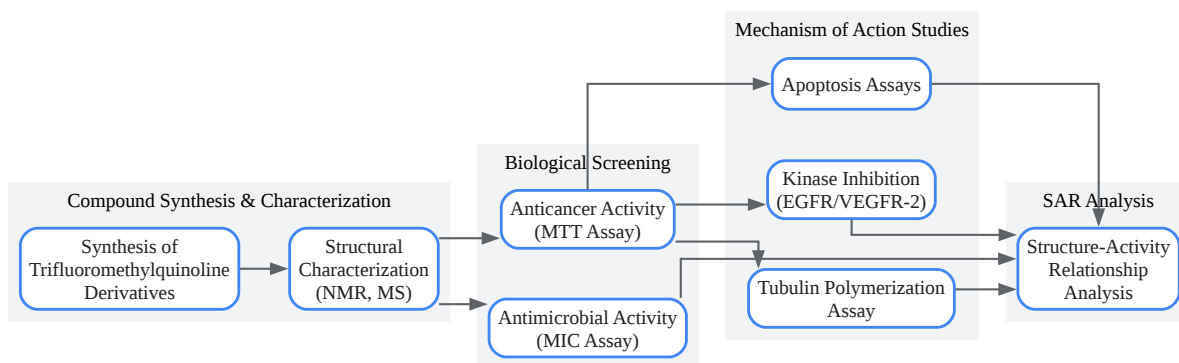 Compound Synthesis & Characterization
Synthesis of
Trifluoromethylquinoline
Derivatives
Structural
Characterization
(NMR, MS)
Biological Screening
Anticancer Activity
(MTT Assay)
Antimicrobial Activity
(MIC Assay)
Mechanism of Action Studies
Apoptosis Assays
Kinase Inhibition
(EGFR/VEGFR-2)
Tubulin Polymerization
Assay
SAR Analysis
Structure-Activity
Relationship
Analysis